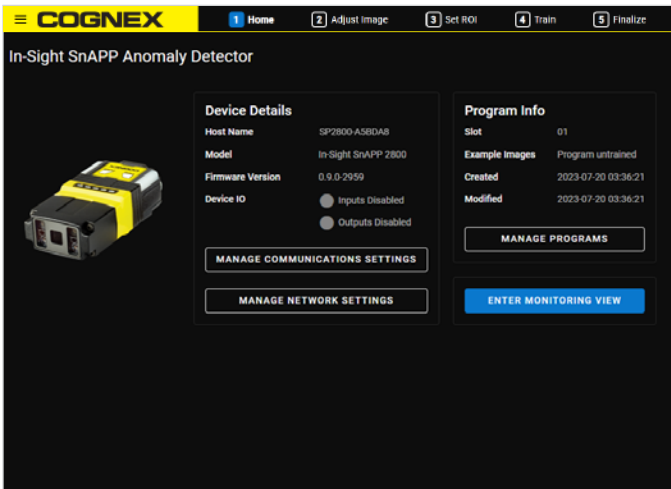 COGNEX
1 Home
2 Adjust Image
3 Set ROI
4 Train
5 Finalize
In-Sight SnAPP Anomaly Detector
Device Details
Host Name SP2800-A5BDA8
Model In-Sight SnAPP 2800
Firmware Version 0.9.0-2959
Device IO Inputs Disabled
Outputs Disabled
MANAGE COMMUNICATIONS SETTINGS
MANAGE NETWORK SETTINGS
Program Info
Slot 01
Example Images Program untrained
Created 2023-07-20 03:36:21
Modified 2023-07-20 03:36:21
MANAGE PROGRAMS
ENTER MONITORING VIEW